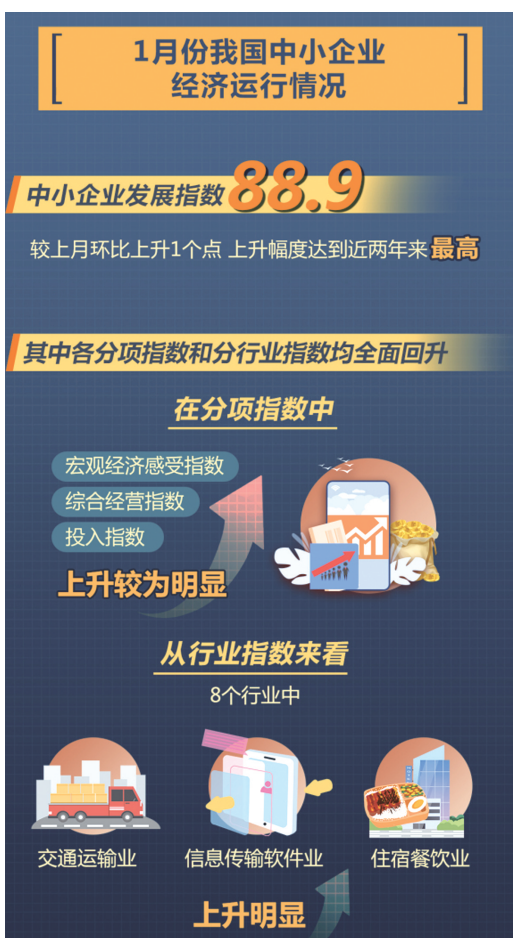 1月份我国中小企业
经济运行情况
中小企业发展指数88.9
较上月环比上升1个点 上升幅度达到近两年来最高
其中各分项指数和分行业指数均全面回升
在分项指数中
宏观经济感受指数
综合经营指数
投入指数
上升较为明显
从行业指数来看
8个行业中
交通运输业 信息传输软件业 住宿餐饮业
上升明显